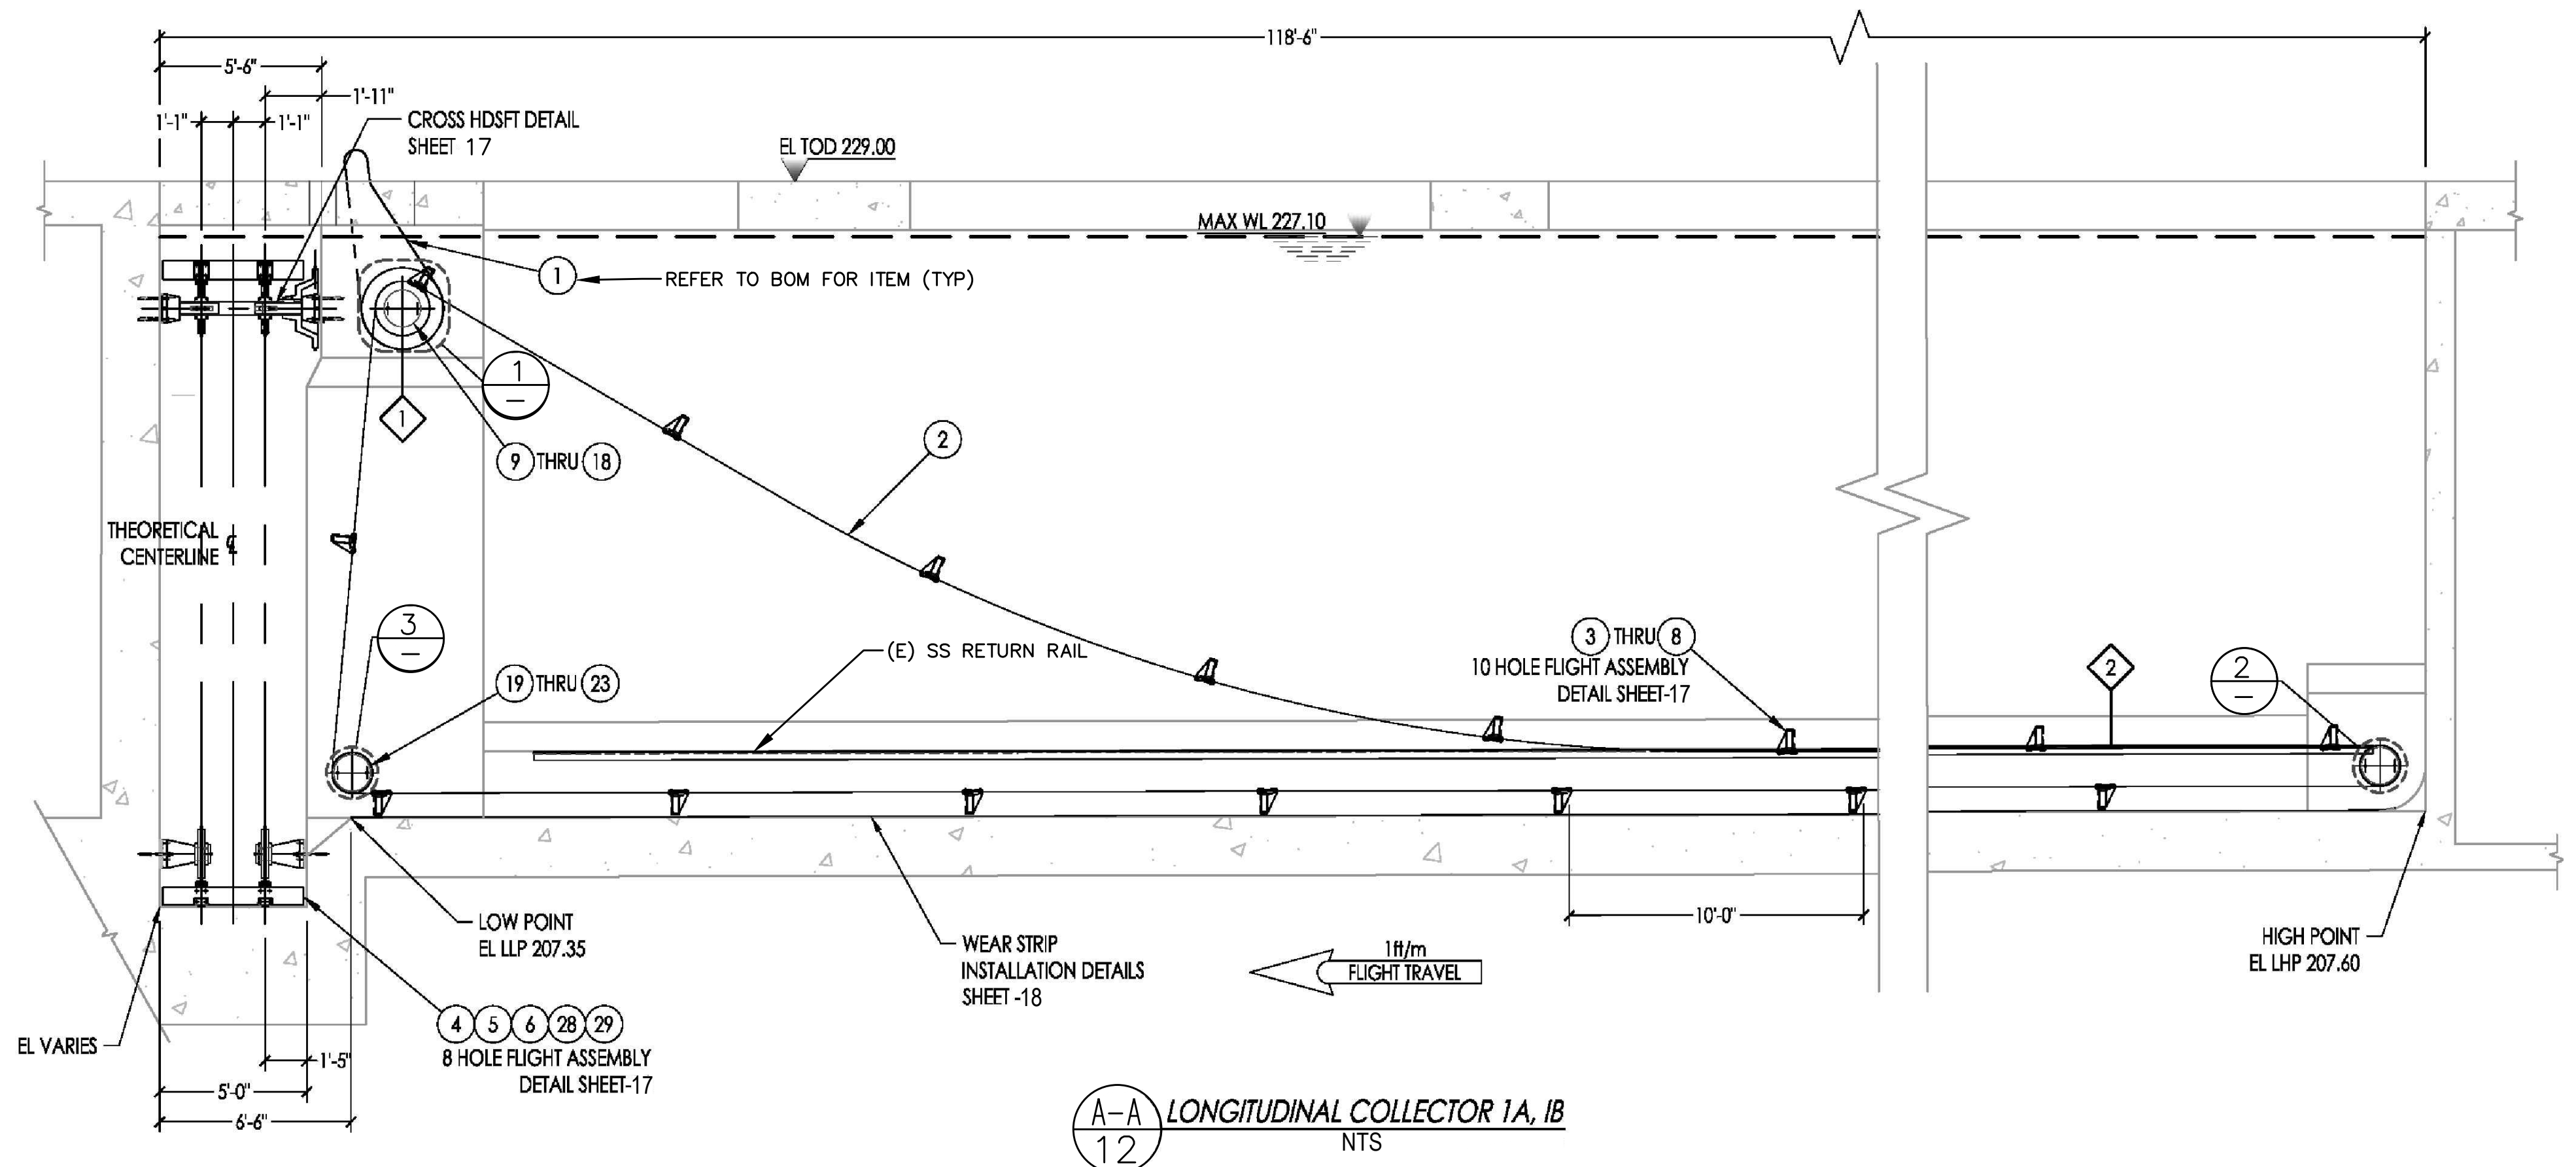 118'-6"
5'-6"
1'-11"
1'-1"
1'-1"
CROSS HDSFT DETAIL
SHEET 17
EL TOD 229.00
MAX WL 227.10
1
REFER TO BOM FOR ITEM (TYP)
1
–
1
9 THRU 18
2
THEORETICAL
CENTERLINE ℄
3
–
19 THRU 23
(E) SS RETURN RAIL
3 THRU 8
10 HOLE FLIGHT ASSEMBLY
DETAIL SHEET-17
2
2
–
LOW POINT
EL LLP 207.35
WEAR STRIP
INSTALLATION DETAILS
SHEET -18
1ft/m
FLIGHT TRAVEL
10'-0"
HIGH POINT
EL LHP 207.60
EL VARIES
4 5 6 28 29
8 HOLE FLIGHT ASSEMBLY
DETAIL SHEET-17
1'-5"
5'-0"
6'-6"
A-A
12
LONGITUDINAL COLLECTOR 1A, 1B
NTS